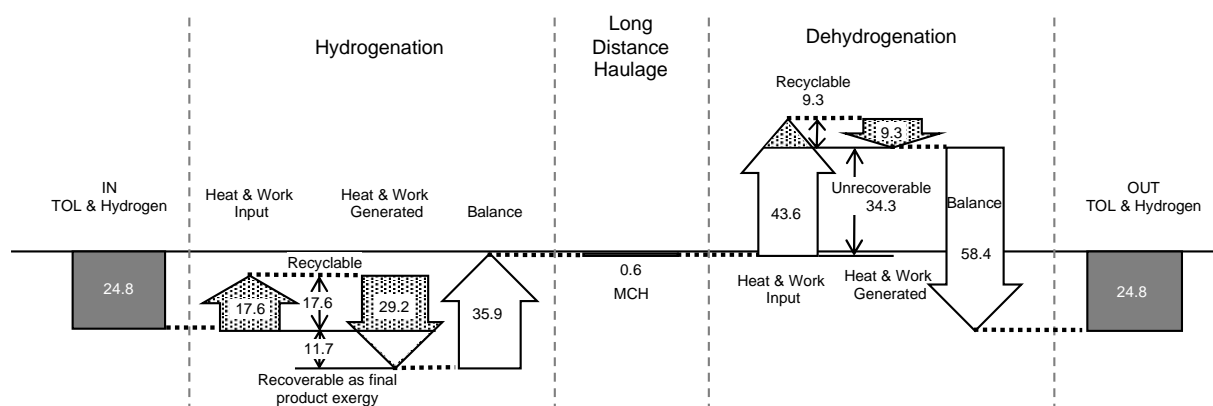 Hydrogenation
Long
Distance
Haulage
Dehydrogenation
IN
TOL & Hydrogen
24.8
Heat & Work
Input
Heat & Work
Generated
Balance
Recyclable
17.6
17.6
29.2
35.9
11.7
Recoverable as final
product exergy
0.6
MCH
Recyclable
9.3
9.3
Unrecoverable
34.3
43.6
Balance
58.4
Heat & Work
Input
Heat & Work
Generated
OUT
TOL & Hydrogen
24.8